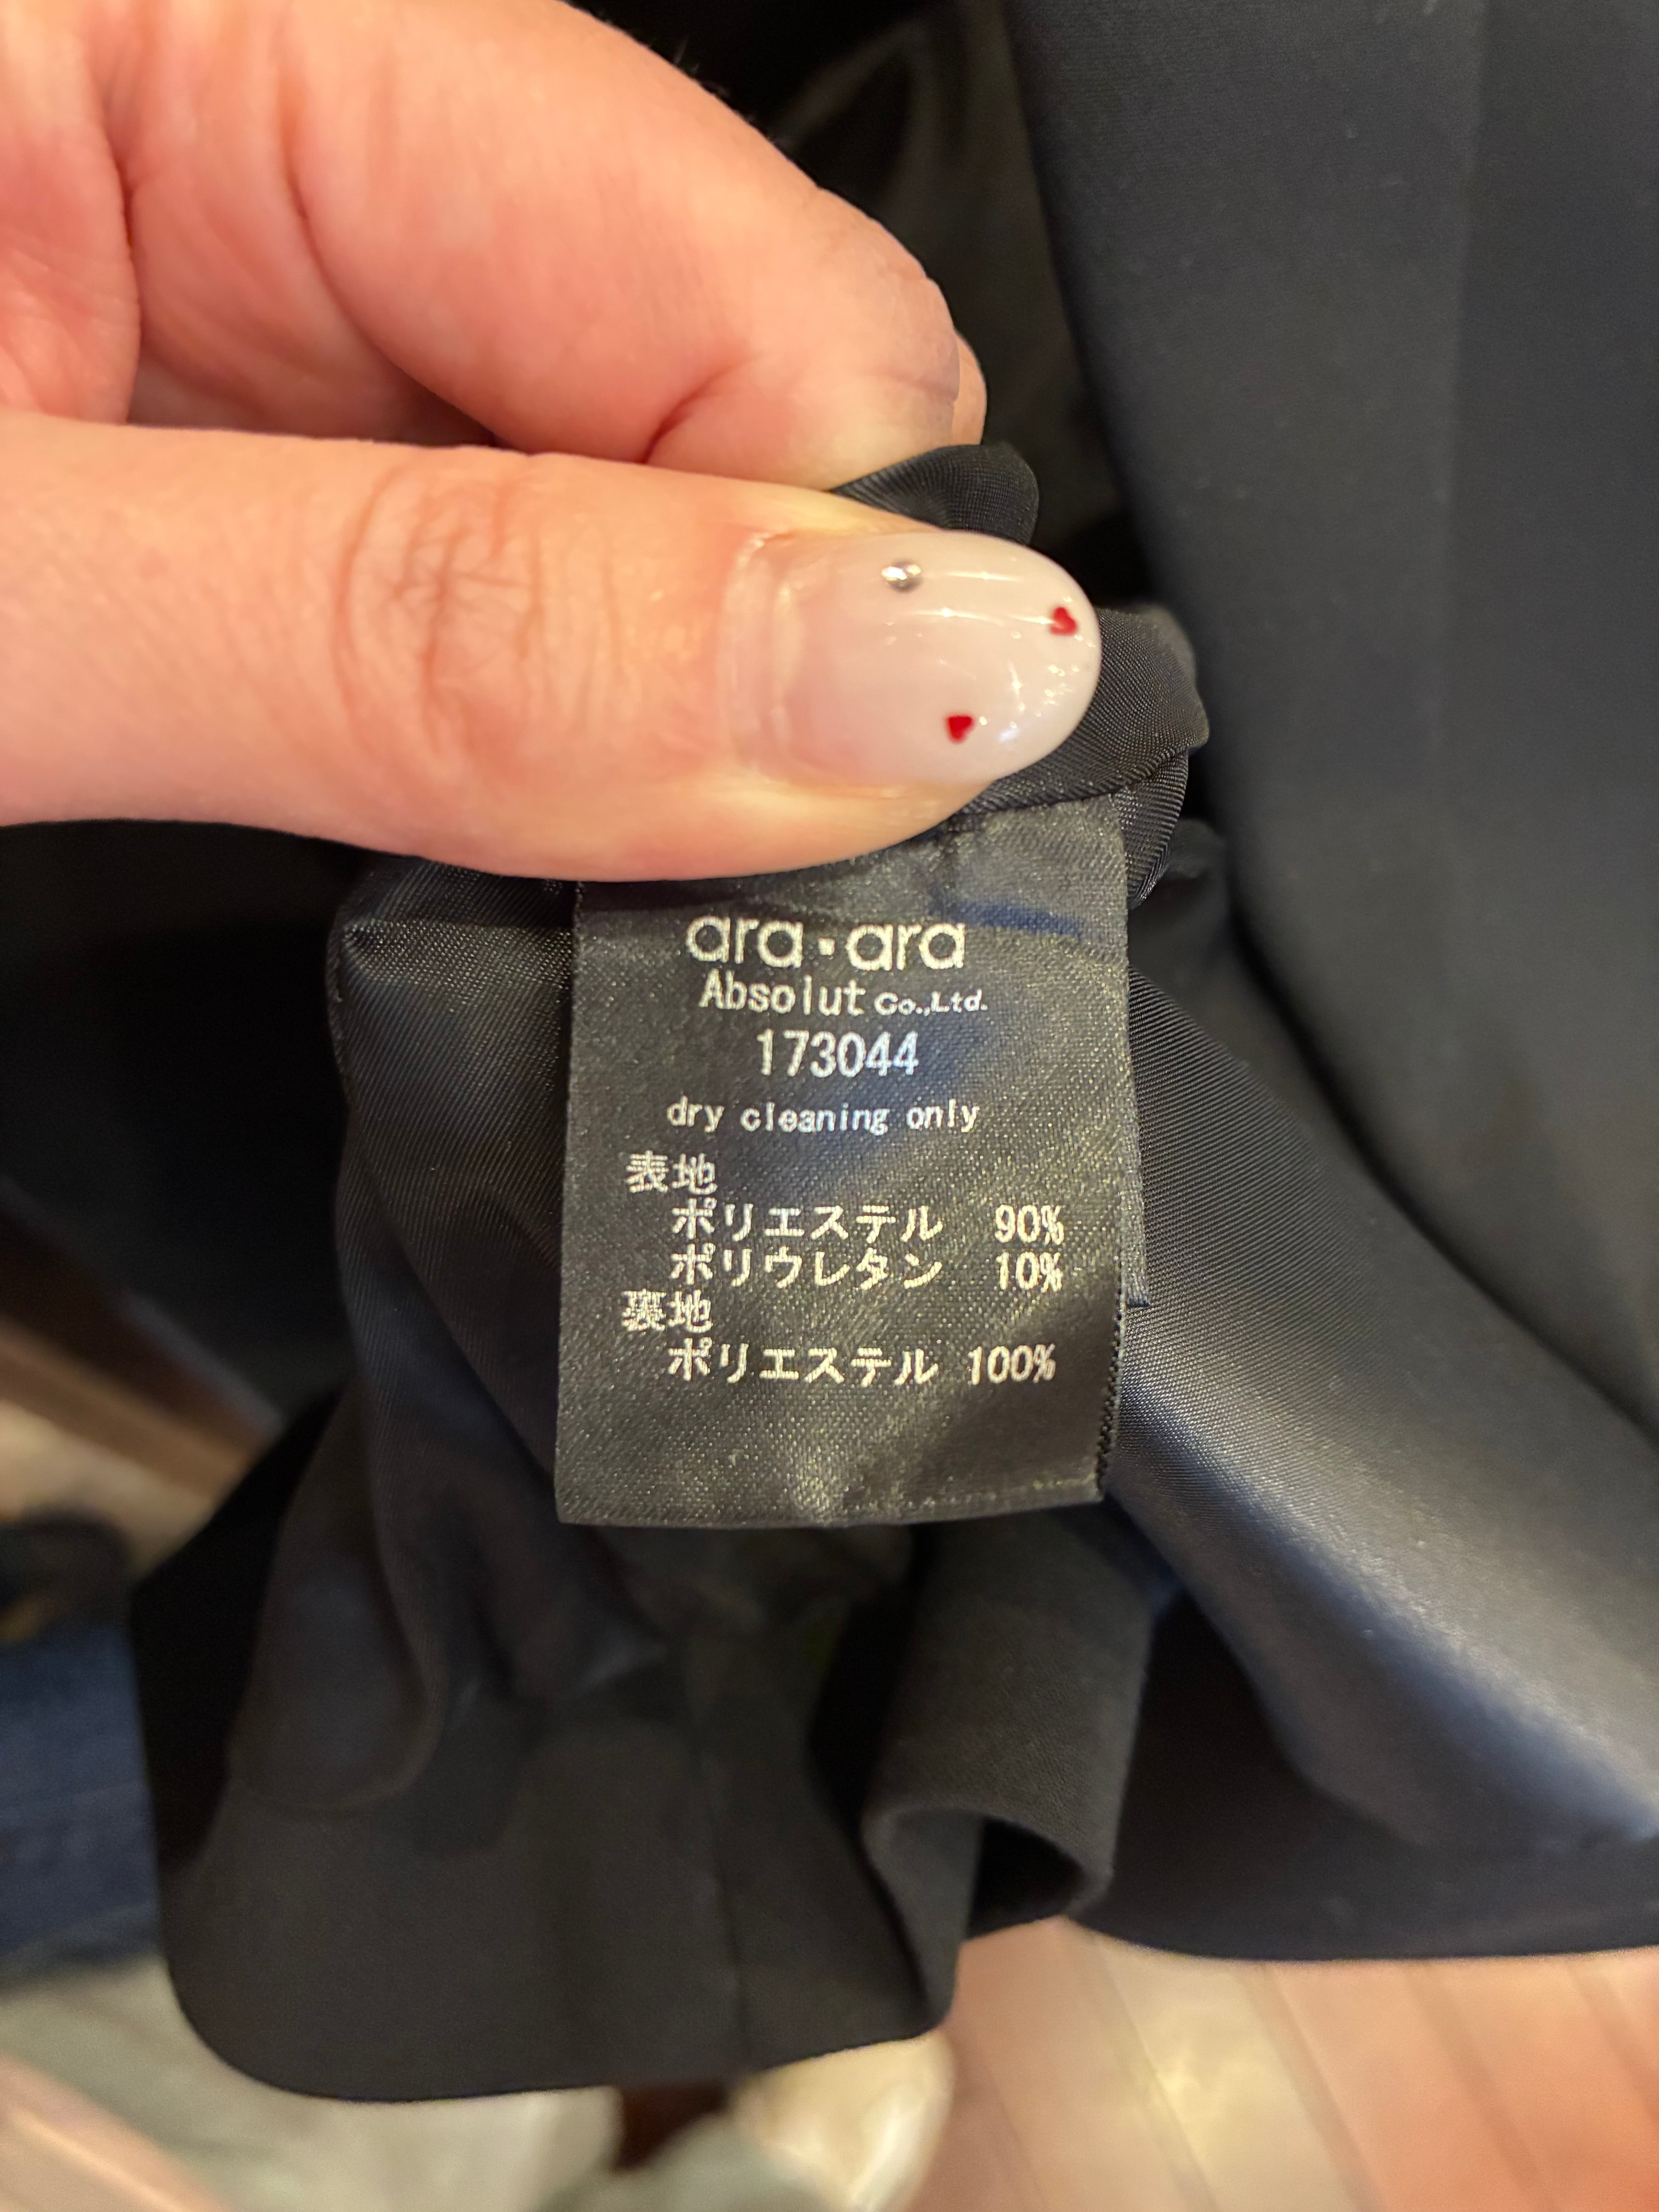 ara・ara
Absolut Co.,Ltd.
173044
dry cleaning only
表地
ポリエステル 90%
ポリウレタン 10%
裏地
ポリエステル 100%